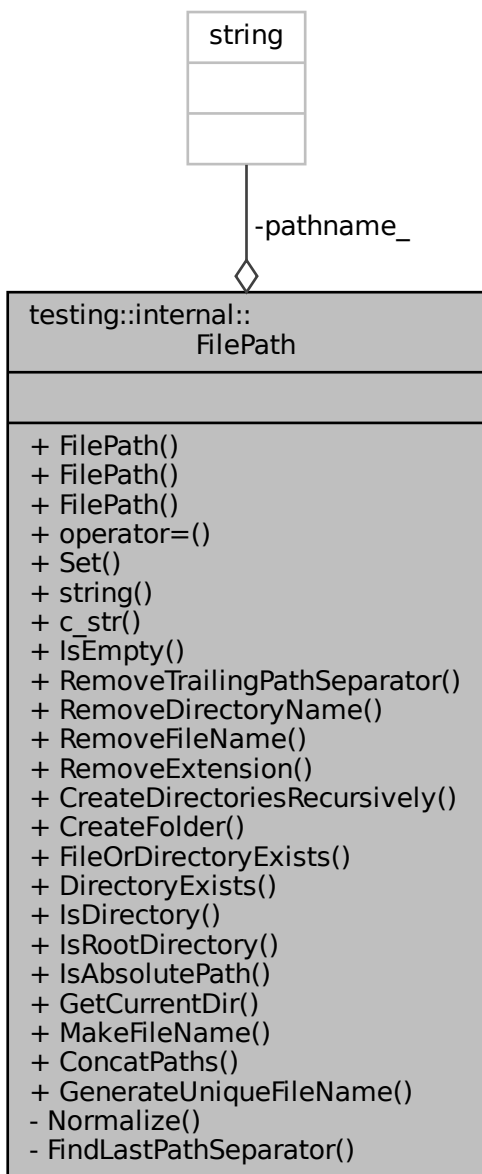 string
-pathname_
testing::internal::
FilePath
+ FilePath()
+ FilePath()
+ FilePath()
+ operator=()
+ Set()
+ string()
+ c_str()
+ IsEmpty()
+ RemoveTrailingPathSeparator()
+ RemoveDirectoryName()
+ RemoveFileName()
+ RemoveExtension()
+ CreateDirectoriesRecursively()
+ CreateFolder()
+ FileOrDirectoryExists()
+ DirectoryExists()
+ IsDirectory()
+ IsRootDirectory()
+ IsAbsolutePath()
+ GetCurrentDir()
+ MakeFileName()
+ ConcatPaths()
+ GenerateUniqueFileName()
- Normalize()
- FindLastPathSeparator()